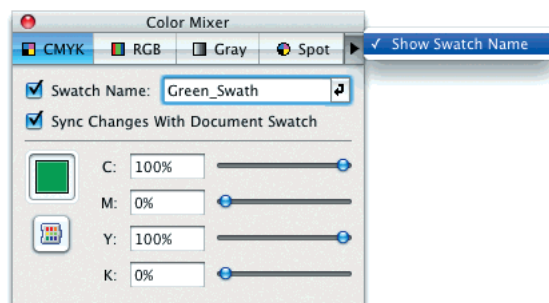 Color Mixer
CMYK RGB Gray Spot
✓ Show Swatch Name
Swatch Name: Green_Swath
Sync Changes With Document Swatch
C: 100%
M: 0%
Y: 100%
K: 0%